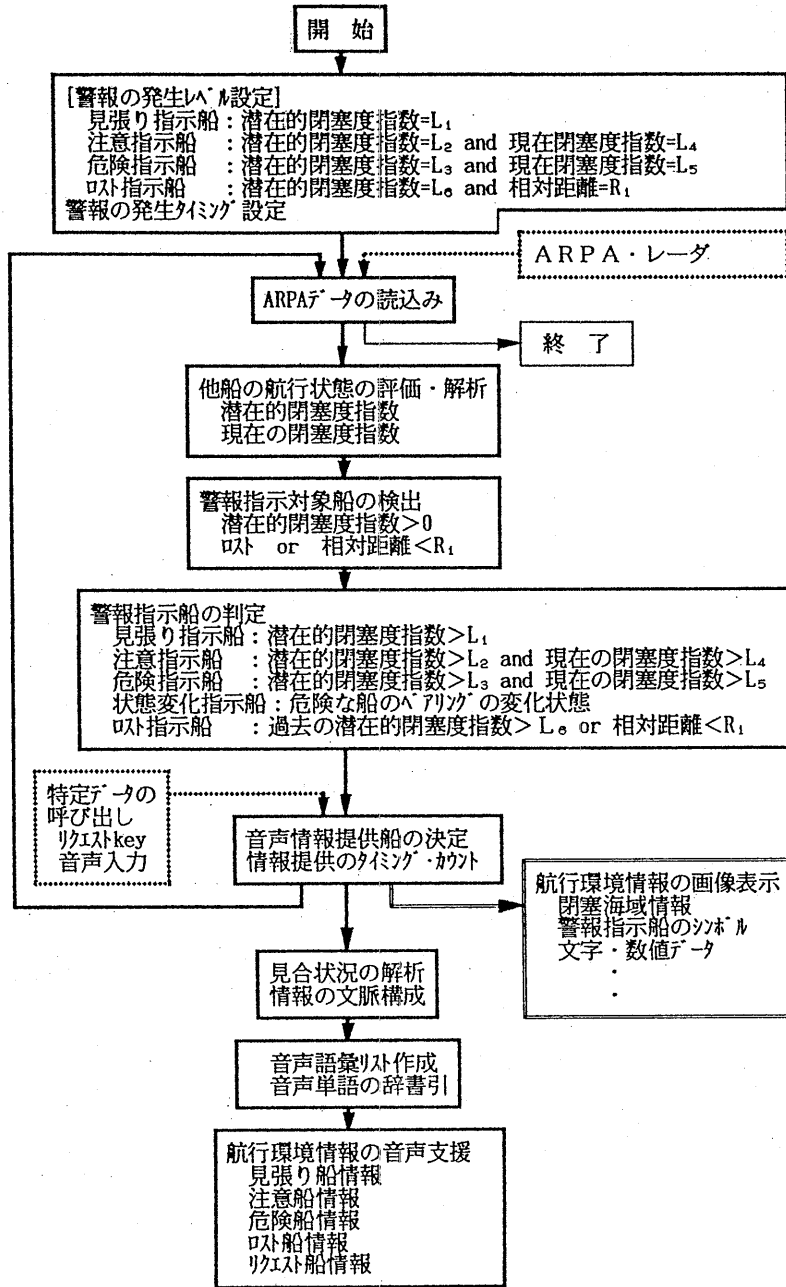 開 始
[警報の発生ﾚﾍﾞﾙ設定]
見張り指示船：潜在的閉塞度指数=L₁
注意指示船 ：潜在的閉塞度指数=L₂ and 現在閉塞度指数=L₄
危険指示船 ：潜在的閉塞度指数=L₃ and 現在閉塞度指数=L₅
ﾛｽﾄ指示船 ：潜在的閉塞度指数=L₆ and 相対距離=R₁
警報の発生ﾀｲﾐﾝｸﾞ設定
ＡＲＰＡ・レーダ
ARPAﾃﾞｰﾀの読込み
終 了
他船の航行状態の評価・解析
潜在的閉塞度指数
現在の閉塞度指数
警報指示対象船の検出
潜在的閉塞度指数＞0
ﾛｽﾄ or 相対距離＜R₁
警報指示船の判定
見張り指示船：潜在的閉塞度指数＞L₁
注意指示船 ：潜在的閉塞度指数＞L₂ and 現在の閉塞度指数＞L₄
危険指示船 ：潜在的閉塞度指数＞L₃ and 現在の閉塞度指数＞L₅
状態変化指示船：危険な船のﾍﾞｱﾘﾝｸﾞの変化状態
ﾛｽﾄ指示船 ：過去の潜在的閉塞度指数＞L₆ or 相対距離＜R₁
特定ﾃﾞｰﾀの
呼び出し
ﾘｸｴｽﾄkey
音声入力
音声情報提供船の決定
情報提供のﾀｲﾐﾝｸﾞ･ｶｳﾝﾄ
航行環境情報の画像表示
閉塞海域情報
警報指示船のｼﾝﾎﾞﾙ
文字・数値ﾃﾞｰﾀ
・
・
見合状況の解析
情報の文脈構成
音声語彙ﾘｽﾄ作成
音声単語の辞書引
航行環境情報の音声支援
見張り船情報
注意船情報
危険船情報
ﾛｽﾄ船情報
ﾘｸｴｽﾄ船情報